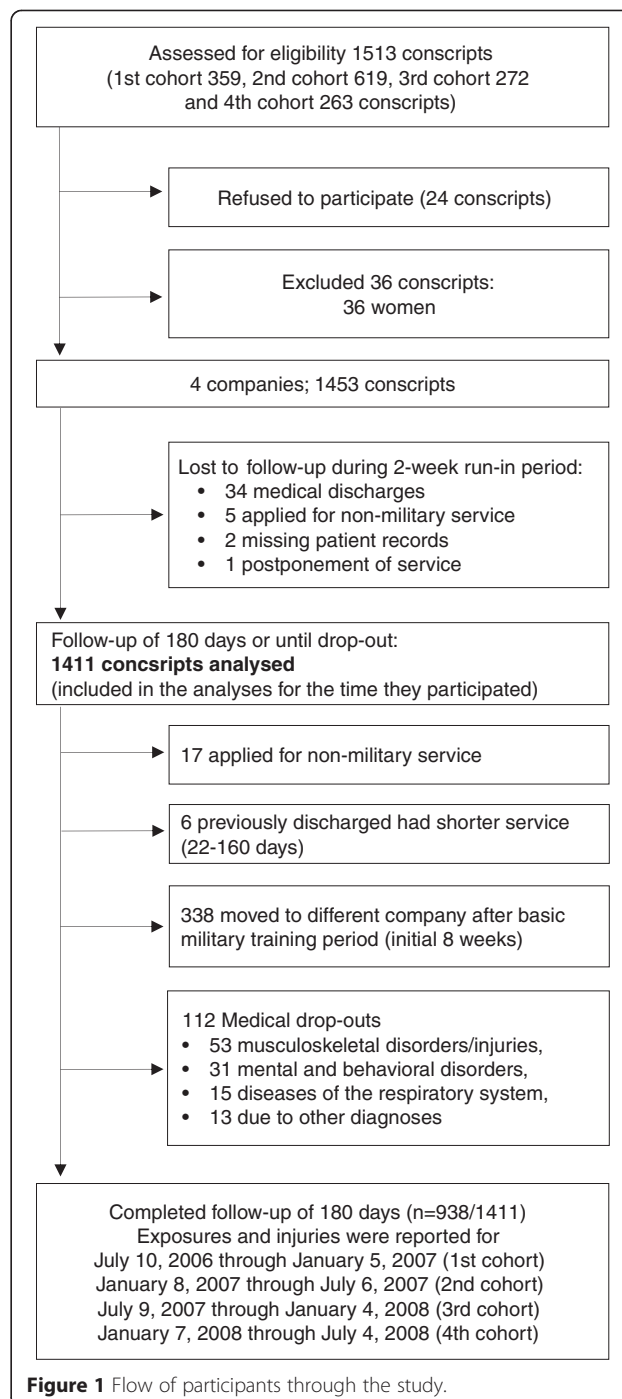 Assessed for eligibility 1513 conscripts
(1st cohort 359, 2nd cohort 619, 3rd cohort 272
and 4th cohort 263 conscripts)
Refused to participate (24 conscripts)
Excluded 36 conscripts:
36 women
4 companies; 1453 conscripts
Lost to follow-up during 2-week run-in period:
• 34 medical discharges
• 5 applied for non-military service
• 2 missing patient records
• 1 postponement of service
Follow-up of 180 days or until drop-out:
1411 concsripts analysed
(included in the analyses for the time they participated)
17 applied for non-military service
6 previously discharged had shorter service
(22-160 days)
338 moved to different company after basic
military training period (initial 8 weeks)
112 Medical drop-outs
• 53 musculoskeletal disorders/injuries,
• 31 mental and behavioral disorders,
• 15 diseases of the respiratory system,
• 13 due to other diagnoses
Completed follow-up of 180 days (n=938/1411)
Exposures and injuries were reported for
July 10, 2006 through January 5, 2007 (1st cohort)
January 8, 2007 through July 6, 2007 (2nd cohort)
July 9, 2007 through January 4, 2008 (3rd cohort)
January 7, 2008 through July 4, 2008 (4th cohort)
Figure 1 Flow of participants through the study.